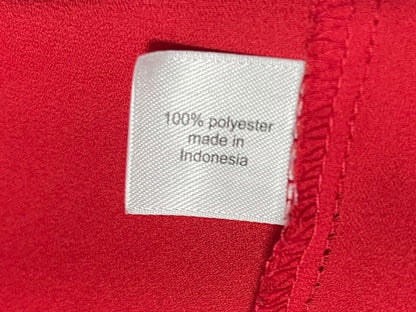 100% polyester
made in
Indonesia